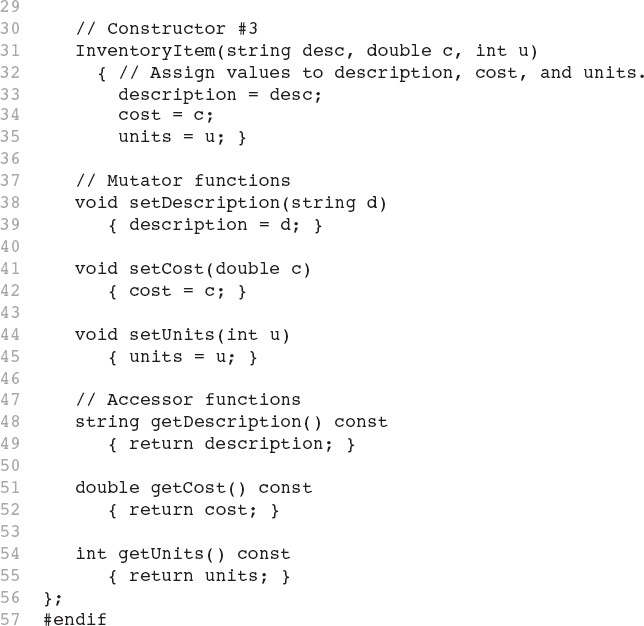 29
30 // Constructor #3
31 InventoryItem(string desc, double c, int u)
32 { // Assign values to description, cost, and units.
33 description = desc;
34 cost = c;
35 units = u; }
36
37 // Mutator functions
38 void setDescription(string d)
39 { description = d; }
40
41 void setCost(double c)
42 { cost = c; }
43
44 void setUnits(int u)
45 { units = u; }
46
47 // Accessor functions
48 string getDescription() const
49 { return description; }
50
51 double getCost() const
52 { return cost; }
53
54 int getUnits() const
55 { return units; }
56 };
57 #endif